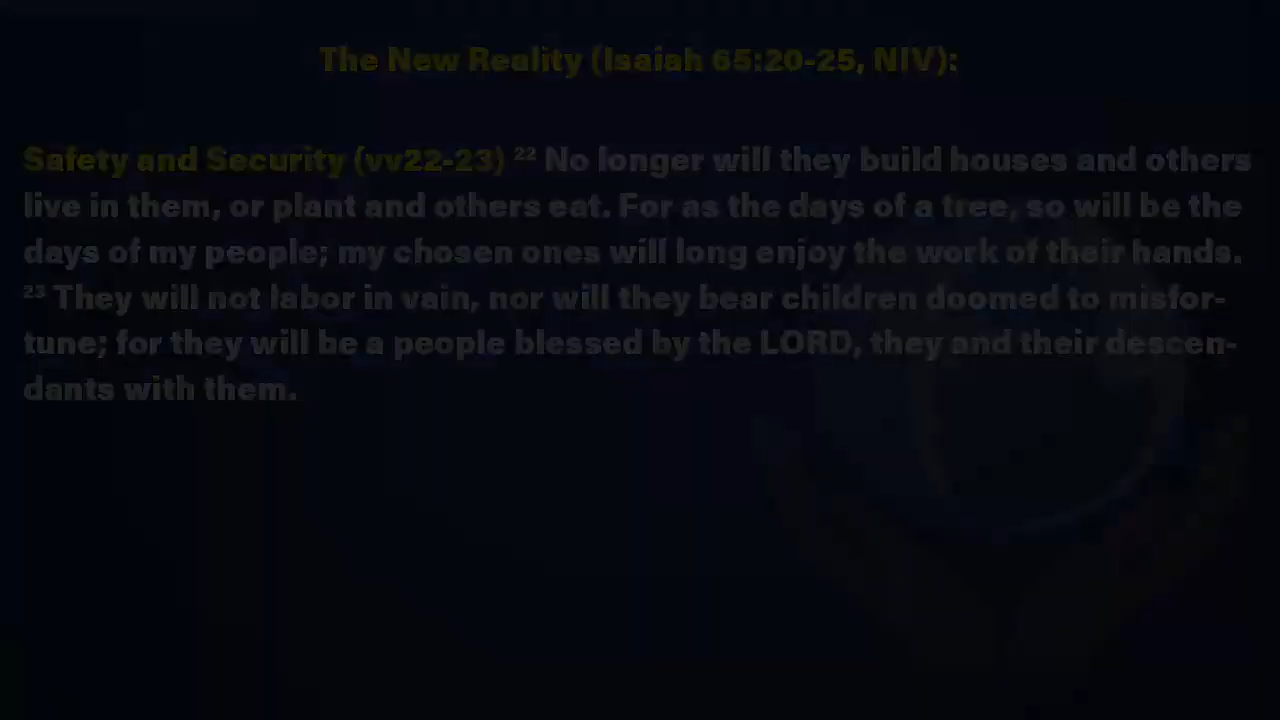 The New Reality (Isaiah 65:20-25, NIV):
Safety and Security (vv22-23) ²² No longer will they build houses and others
live in them, or plant and others eat. For as the days of a tree, so will be the
days of my people; my chosen ones will long enjoy the work of their hands.
²³ They will not labor in vain, nor will they bear children doomed to misfor-
tune; for they will be a people blessed by the LORD, they and their descen-
dants with them.